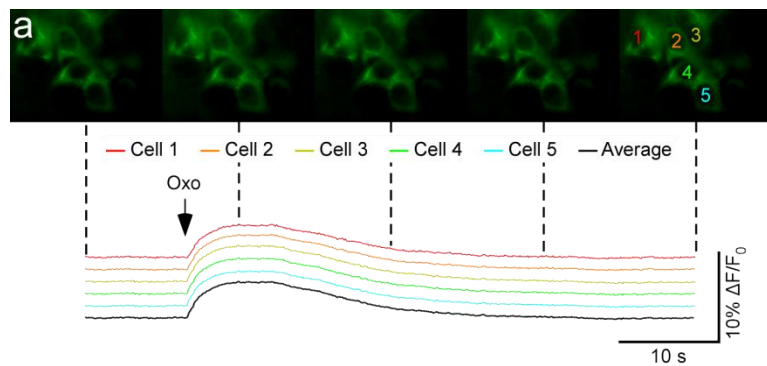 a
1 2 3
4
5
Cell 1 Cell 2 Cell 3 Cell 4 Cell 5 Average
Oxo
10% ΔF/F₀
10 s